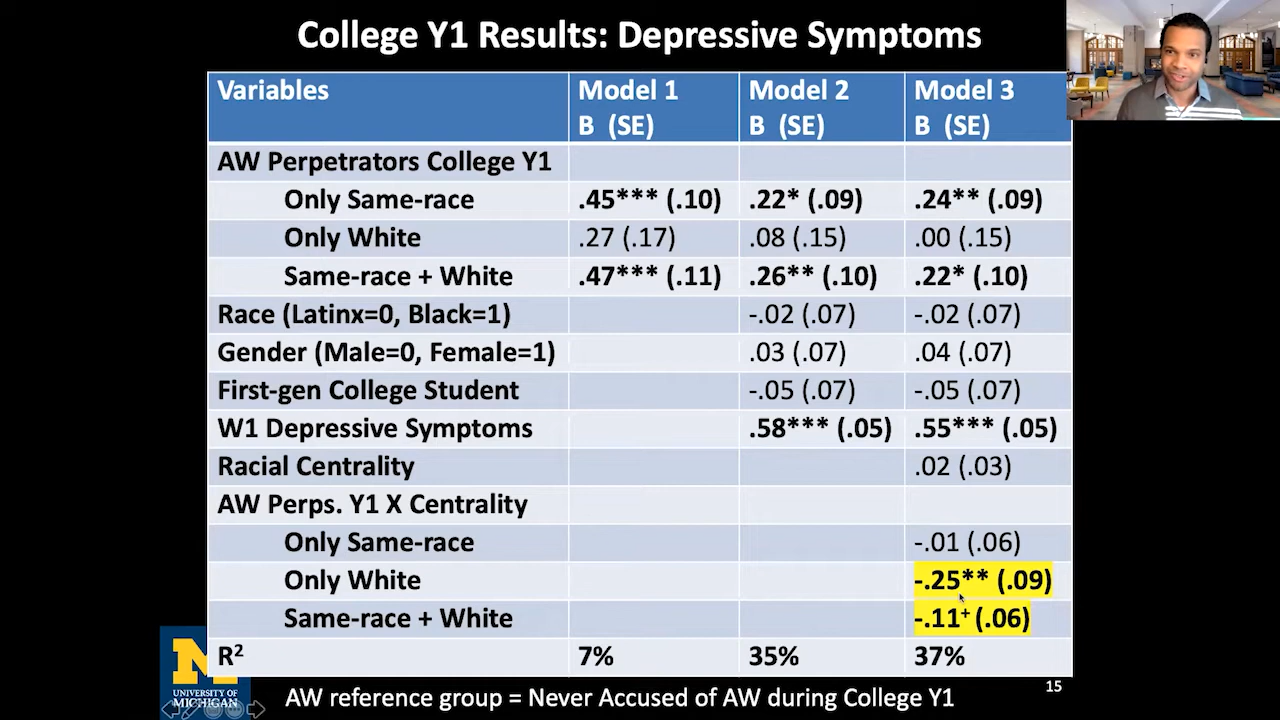 College Y1 Results: Depressive Symptoms
Variables Model 1 Model 2 Model 3
B (SE) B (SE) B (SE)
AW Perpetrators College Y1
Only Same-race .45*** (.10) .22* (.09) .24** (.09)
Only White .27 (.17) .08 (.15) .00 (.15)
Same-race + White .47*** (.11) .26** (.10) .22* (.10)
Race (Latinx=0, Black=1) -.02 (.07) -.02 (.07)
Gender (Male=0, Female=1) .03 (.07) .04 (.07)
First-gen College Student -.05 (.07) -.05 (.07)
W1 Depressive Symptoms .58*** (.05) .55*** (.05)
Racial Centrality .02 (.03)
AW Perps. Y1 X Centrality
Only Same-race -.01 (.06)
Only White -.25** (.09)
Same-race + White -.11⁺ (.06)
R² 7% 35% 37%
M
UNIVERSITY OF
MICHIGAN
AW reference group = Never Accused of AW during College Y1
15